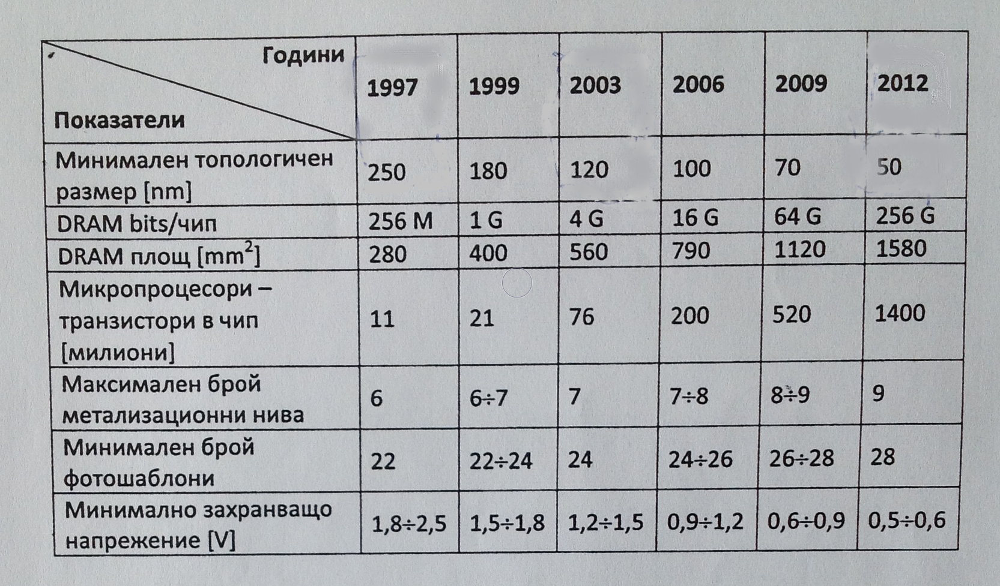 Години
Показатели
1997 1999 2003 2006 2009 2012
Минимален топологичен
размер [nm]
250 180 120 100 70 50
DRAM bits/чип 256 M 1 G 4 G 16 G 64 G 256 G
DRAM площ [mm²] 280 400 560 790 1120 1580
Микропроцесори –
транзистори в чип
[милиони]
11 21 76 200 520 1400
Максимален брой
метализационни нива
6 6÷7 7 7÷8 8÷9 9
Минимален брой
фотошаблони
22 22÷24 24 24÷26 26÷28 28
Минимално захранващо
напрежение [V]
1,8÷2,5 1,5÷1,8 1,2÷1,5 0,9÷1,2 0,6÷0,9 0,5÷0,6